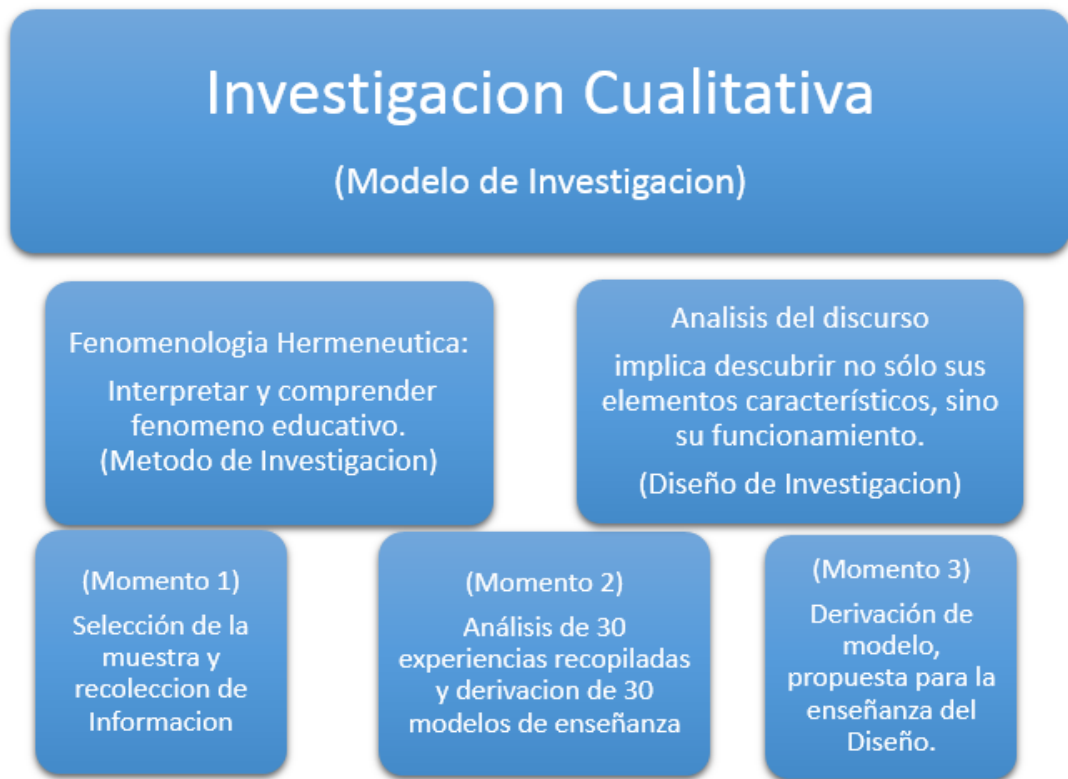 Investigacion Cualitativa
(Modelo de Investigacion)
Fenomenologia Hermeneutica:
Interpretar y comprender
fenomeno educativo.
(Metodo de Investigacion)
Analisis del discurso
implica descubrir no sólo sus
elementos característicos, sino
su funcionamiento.
(Diseño de Investigacion)
(Momento 1)
Selección de la
muestra y
recoleccion de
Informacion
(Momento 2)
Análisis de 30
experiencias recopiladas
y derivacion de 30
modelos de enseñanza
(Momento 3)
Derivación de
modelo,
propuesta para la
enseñanza del
Diseño.